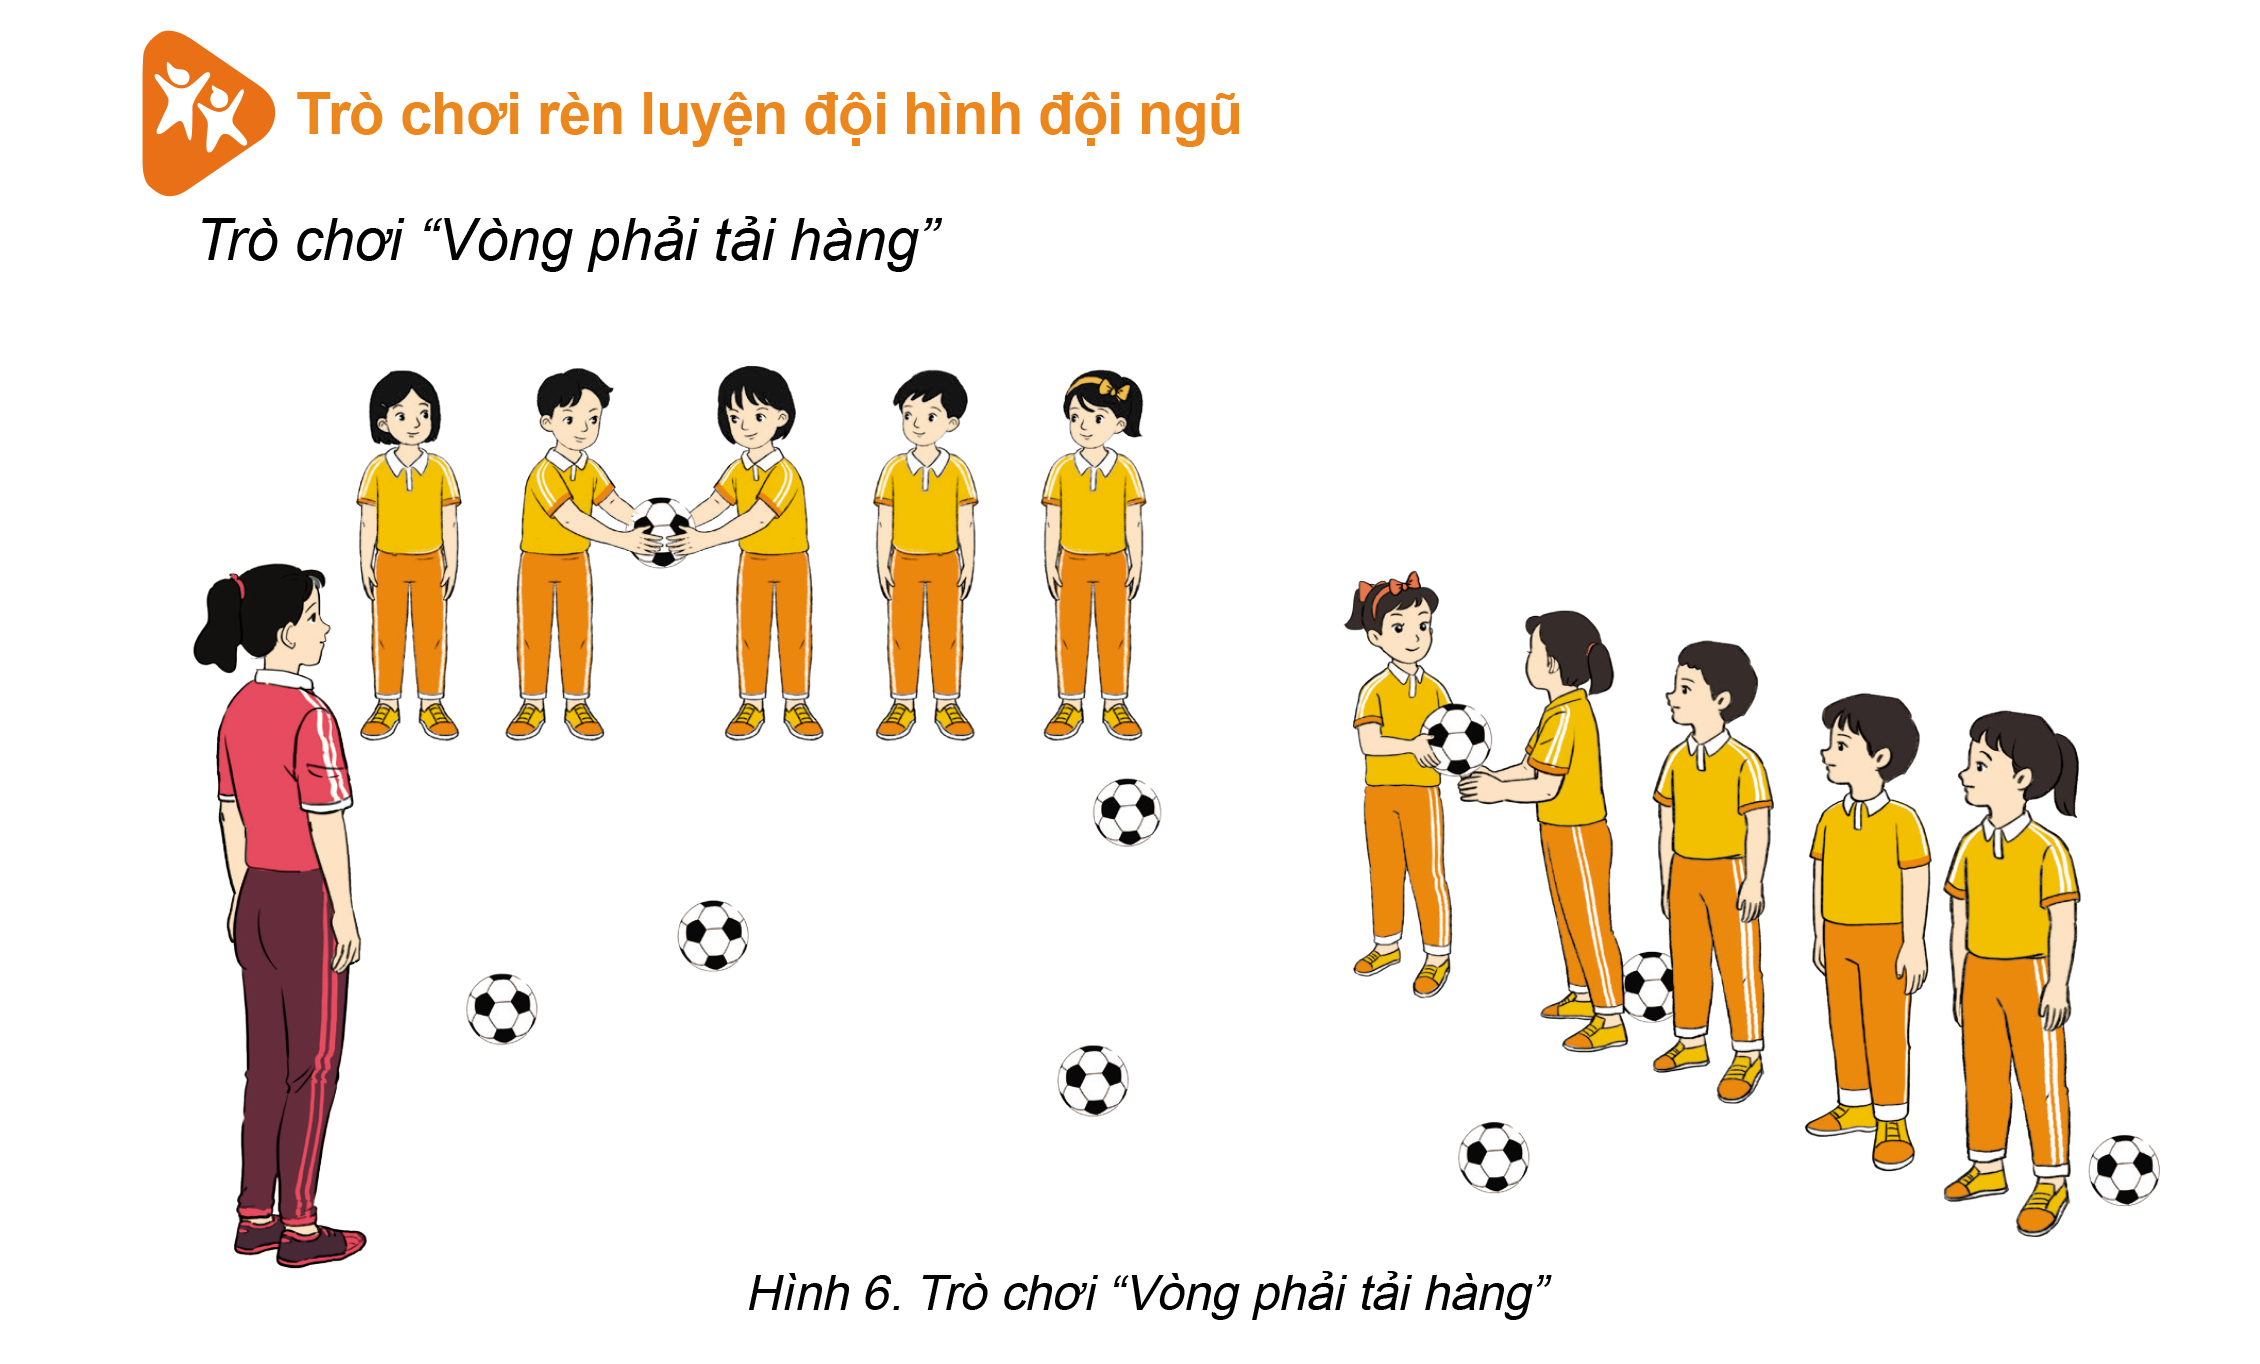 Trò chơi rèn luyện đội hình đội ngũ
Trò chơi “Vòng phải tải hàng”
Hình 6. Trò chơi “Vòng phải tải hàng”